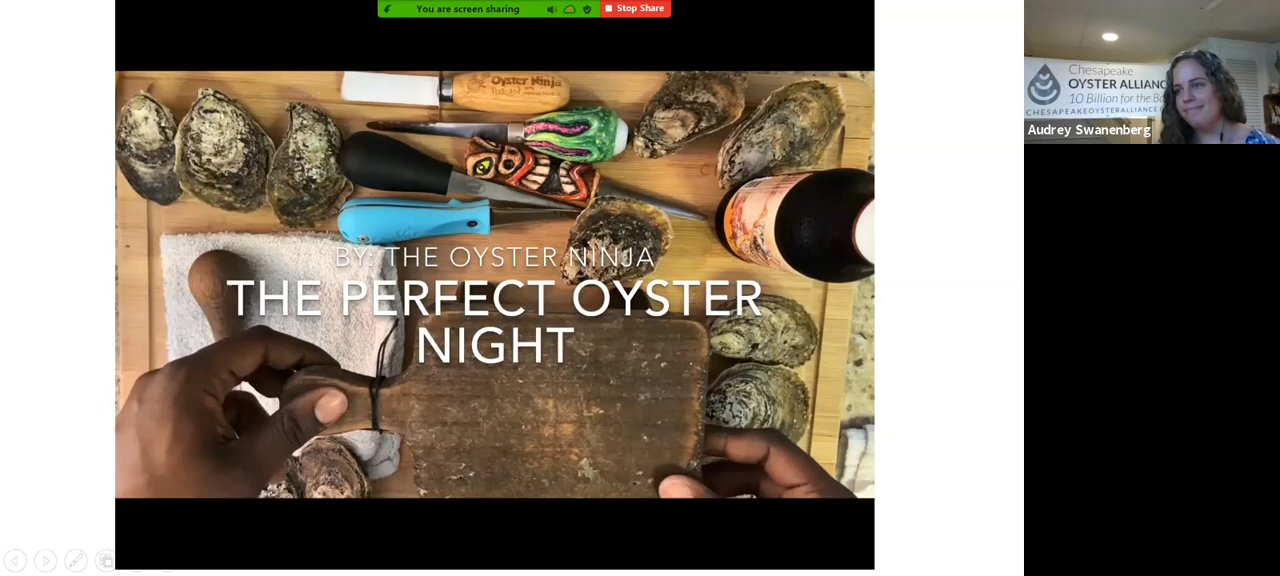 You are screen sharing
Stop Share
Oyster Ninja
Podcast
BY: THE OYSTER NINJA
THE PERFECT OYSTER
NIGHT
Chesapeake
OYSTER ALLIANC
10 Billion for the Ba
CHESAPEAKEOYSTERALLIANCE.O
Audrey Swanenberg